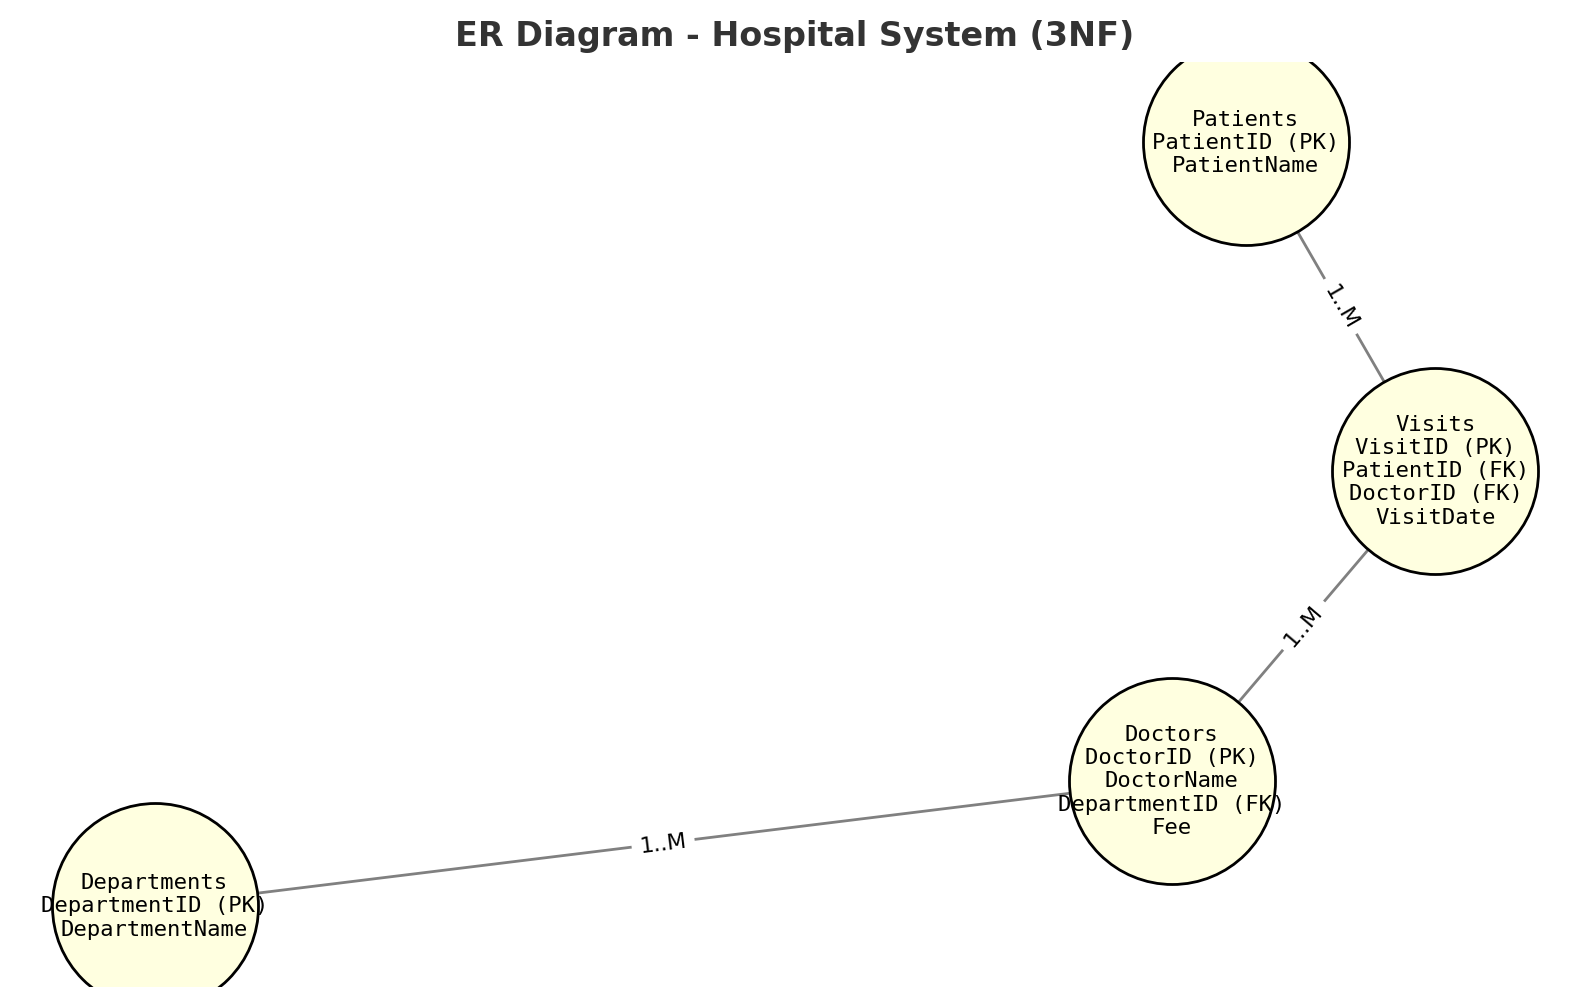 ER Diagram - Hospital System (3NF)
Patients
PatientID (PK)
PatientName
1..M
Visits
VisitID (PK)
PatientID (FK)
DoctorID (FK)
VisitDate
1..M
Doctors
DoctorID (PK)
DoctorName
DepartmentID (FK)
Fee
1..M
Departments
DepartmentID (PK)
DepartmentName